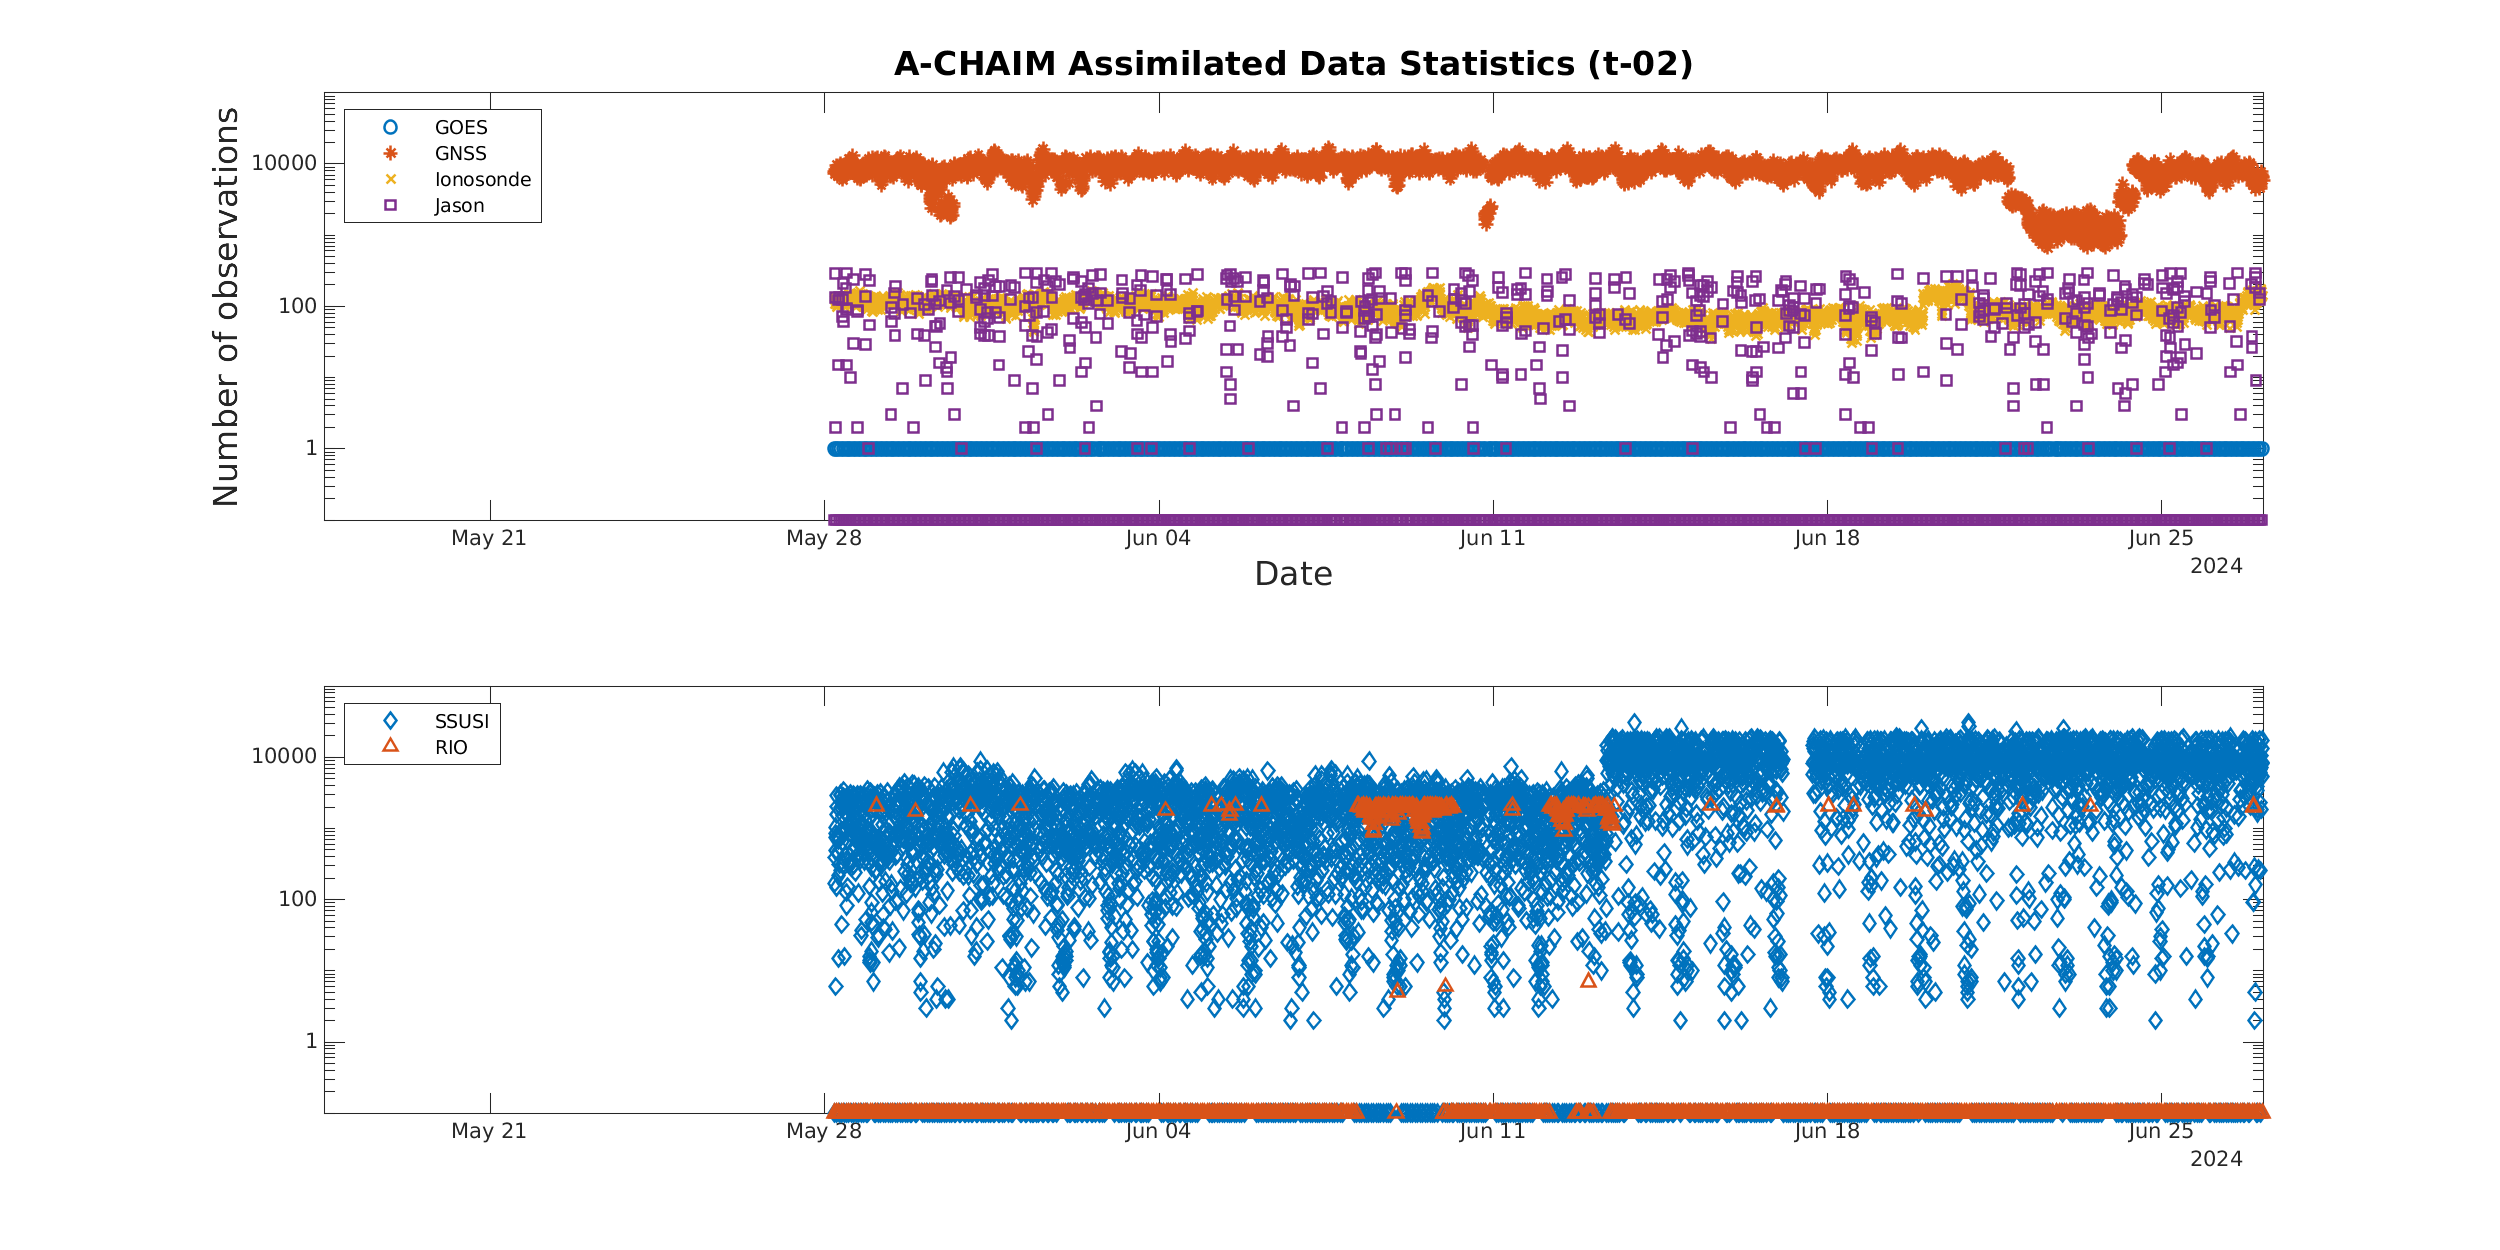 A-CHAIM Assimilated Data Statistics (t-02)
Number of observations
10000
100
1
GOES
GNSS
Ionosonde
Jason
May 21
May 28
Jun 04
Jun 11
Jun 18
Jun 25
2024
Date
10000
100
1
SSUSI
RIO
May 21
May 28
Jun 04
Jun 11
Jun 18
Jun 25
2024